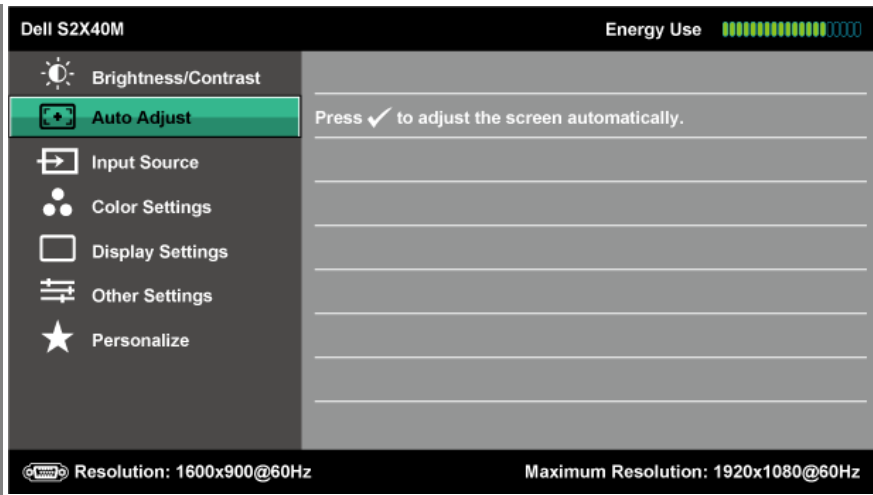 Dell S2X40M Energy Use
Brightness/Contrast
Auto Adjust
Press ✓ to adjust the screen automatically.
Input Source
Color Settings
Display Settings
Other Settings
Personalize
Resolution: 1600x900@60Hz Maximum Resolution: 1920x1080@60Hz